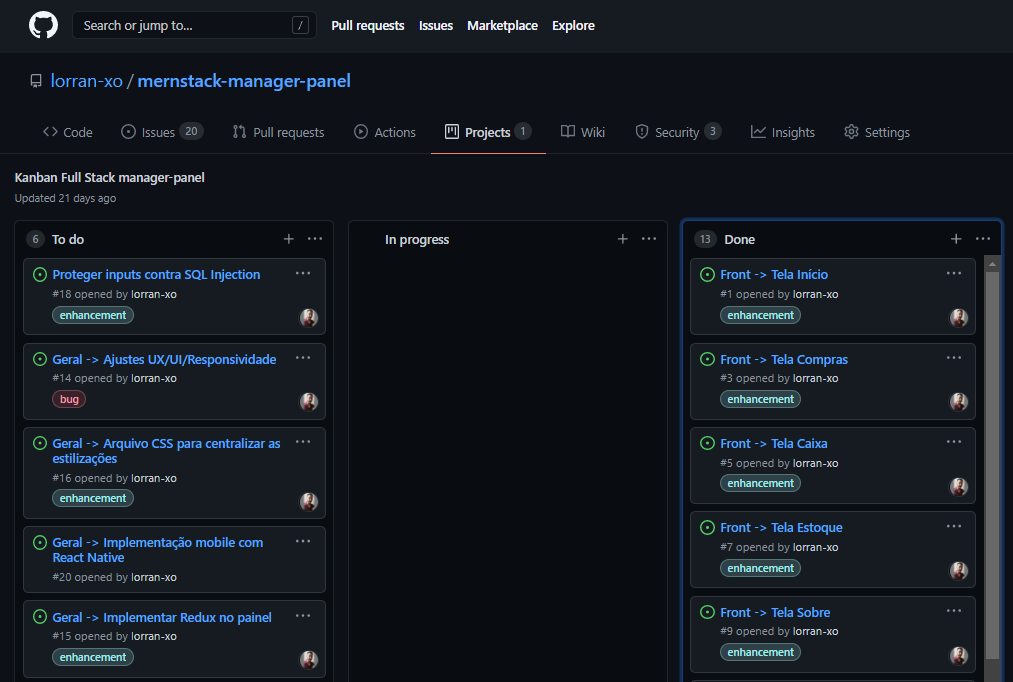 Search or jump to... /
Pull requests Issues Marketplace Explore
lorran-xo / mernstack-manager-panel
Code Issues 20 Pull requests Actions Projects 1 Wiki Security 3 Insights Settings
Kanban Full Stack manager-panel
Updated 21 days ago
6 To do
Proteger inputs contra SQL Injection
#18 opened by lorran-xo
enhancement
Geral -> Ajustes UX/UI/Responsividade
#14 opened by lorran-xo
bug
Geral -> Arquivo CSS para centralizar as
estilizações
#16 opened by lorran-xo
enhancement
Geral -> Implementação mobile com
React Native
#20 opened by lorran-xo
Geral -> Implementar Redux no painel
#15 opened by lorran-xo
enhancement
In progress
13 Done
Front -> Tela Início
#1 opened by lorran-xo
enhancement
Front -> Tela Compras
#3 opened by lorran-xo
enhancement
Front -> Tela Caixa
#5 opened by lorran-xo
enhancement
Front -> Tela Estoque
#7 opened by lorran-xo
enhancement
Front -> Tela Sobre
#9 opened by lorran-xo
enhancement